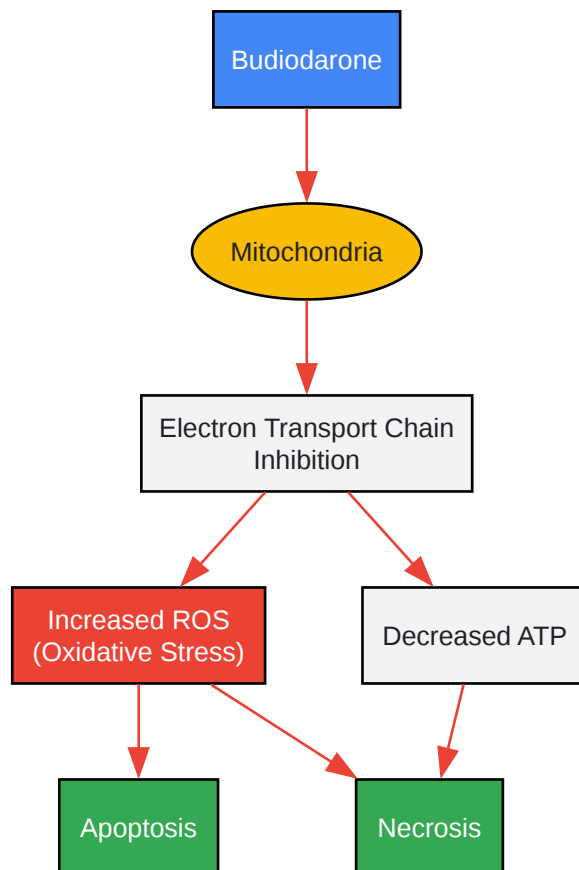 Budiodarone
Mitochondria
Electron Transport Chain
Inhibition
Increased ROS
(Oxidative Stress)
Decreased ATP
Apoptosis
Necrosis